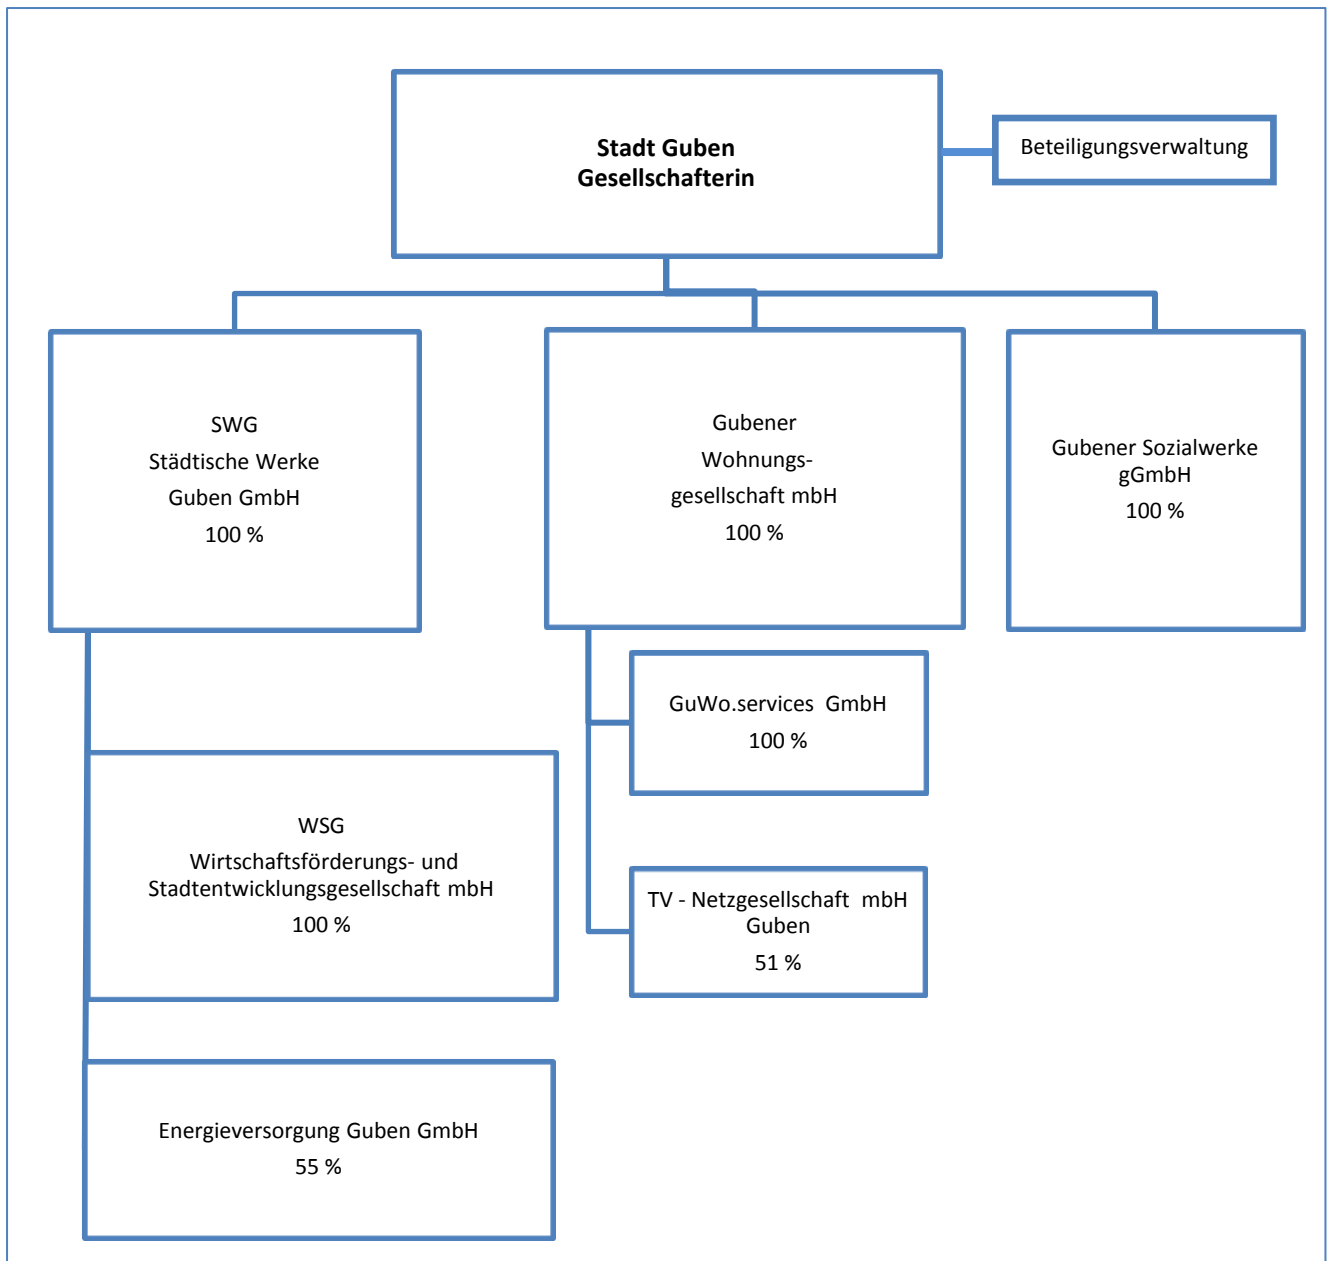 Stadt Guben
Gesellschafterin
Beteiligungsverwaltung
SWG
Städtische Werke
Guben GmbH
100 %
Gubener
Wohnungs-
gesellschaft mbH
100 %
Gubener Sozialwerke
gGmbH
100 %
GuWo.services GmbH
100 %
WSG
Wirtschaftsförderungs- und
Stadtentwicklungsgesellschaft mbH
100 %
TV - Netzgesellschaft mbH
Guben
51 %
Energieversorgung Guben GmbH
55 %